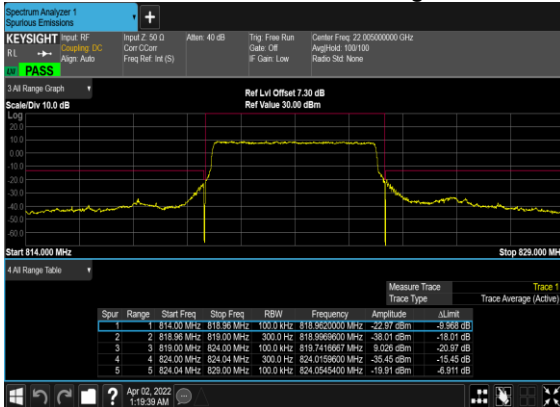 Spectrum Analyzer 1
Spurious Emissions
KEYSIGHT
RL
Input: RF
Coupling: DC
Align: Auto
Input Z: 50 Ω
Corr CCorr
Freq Ref: Int (S)
Atten: 40 dB
Trig: Free Run
Gate: Off
IF Gain: Low
Center Freq: 22.005000000 GHz
Avg|Hold: 100/100
Radio Std: None
PASS
3 All Range Graph
Scale/Div 10.0 dB
Ref Lvl Offset 7.30 dB
Ref Value 30.00 dBm
Log
20.0
10.0
0.00
-10.0
-20.0
-30.0
-40.0
-50.0
-60.0
Start 814.000 MHz
Stop 829.000 MH
4 All Range Table
Measure Trace Trace 1
Trace Type Trace Average (Active)
Spur Range Start Freq Stop Freq RBW Frequency Amplitude ΔLimit
1 1 814.00 MHz 818.96 MHz 100.0 kHz 818.9620000 MHz -22.97 dBm -9.968 dB
2 2 818.96 MHz 819.00 MHz 300.0 Hz 818.9969600 MHz -38.01 dBm -18.01 dB
3 3 819.00 MHz 824.00 MHz 100.0 kHz 819.7416667 MHz 9.026 dBm -20.97 dB
4 4 824.00 MHz 824.04 MHz 300.0 Hz 824.0159600 MHz -35.45 dBm -15.45 dB
5 5 824.04 MHz 829.00 MHz 100.0 kHz 824.0545400 MHz -19.91 dBm -6.911 dB
Apr 02, 2022
1:19:39 AM